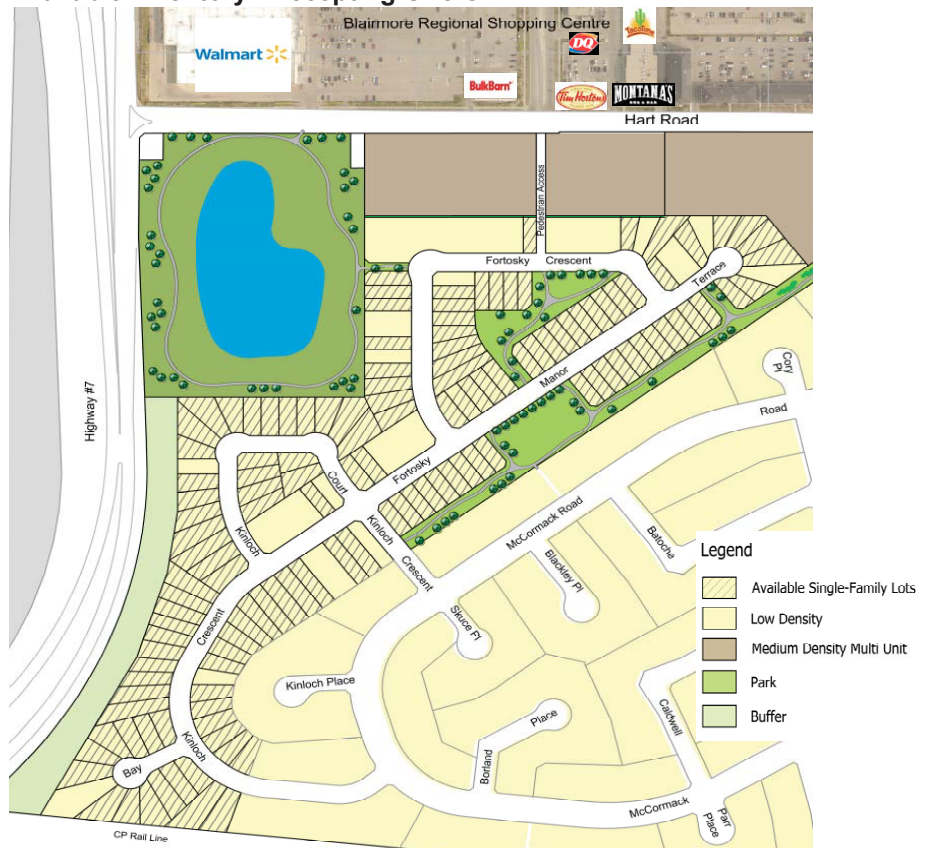 Blairmore Regional Shopping Centre
TacoTime
DQ
Walmart
BulkBarn
Tim Hortons
MONTANA'S
BBQ & BAR
Hart Road
Pedestrian Access
Fortosky Crescent
Terrace
Manor
Fortosky
Highway #7
Cory Pl
Road
Court
Kinloch
Kinloch
Crescent
McCormack Road
Batoche
Blackley Pl
Skuce Pl
Crescent
Kinloch Place
Kinloch
Bay
Borland
Place
Caldwell
McCormack
Parr
Place
CP Rail Line
Legend
Available Single-Family Lots
Low Density
Medium Density Multi Unit
Park
Buffer